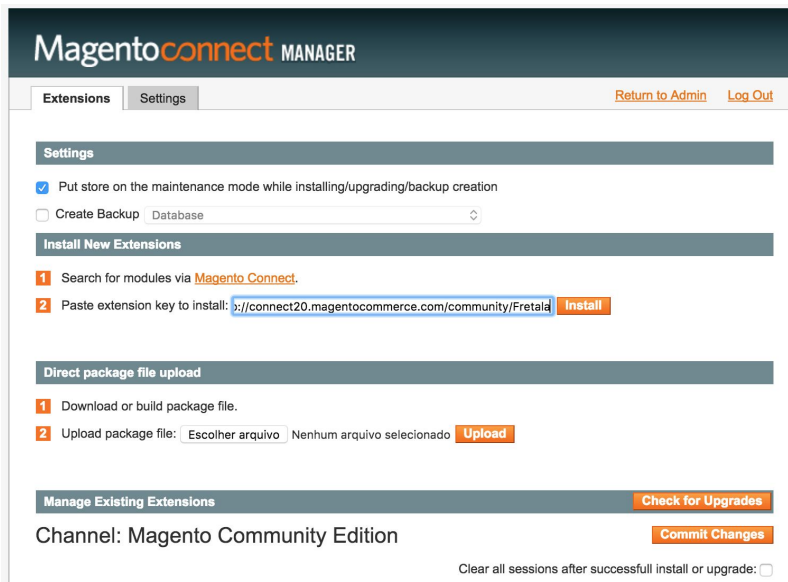 Magentoconnect MANAGER
Extensions Settings Return to Admin Log Out
Settings
Put store on the maintenance mode while installing/upgrading/backup creation
Create Backup Database
Install New Extensions
1 Search for modules via Magento Connect.
2 Paste extension key to install: ://connect20.magentocommerce.com/community/Fretala Install
Direct package file upload
1 Download or build package file.
2 Upload package file: Escolher arquivo Nenhum arquivo selecionado Upload
Manage Existing Extensions Check for Upgrades
Channel: Magento Community Edition Commit Changes
Clear all sessions after successfull install or upgrade: